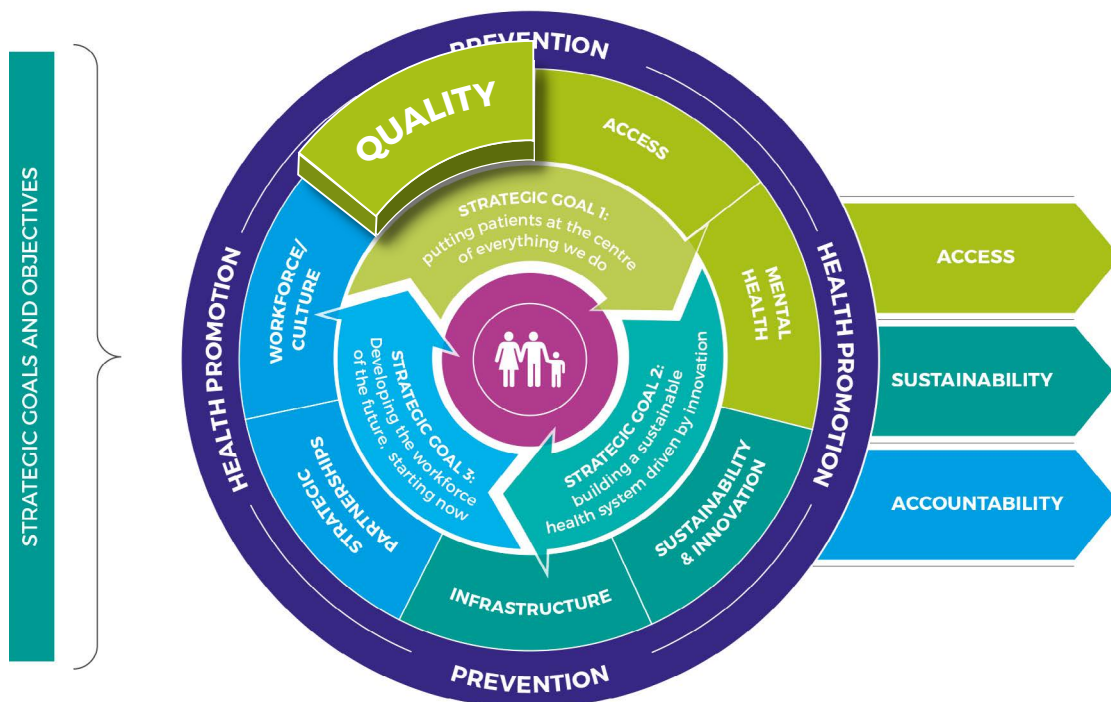 STRATEGIC GOALS AND OBJECTIVES
PREVENTION
QUALITY
ACCESS
MENTAL
HEALTH
SUSTAINABILITY
& INNOVATION
INFRASTRUCTURE
STRATEGIC
PARTNERSHIPS
WORKFORCE/
CULTURE
HEALTH PROMOTION
HEALTH PROMOTION
PREVENTION
STRATEGIC GOAL 1:
putting patients at the centre
of everything we do
STRATEGIC GOAL 2:
building a sustainable
health system driven by innovation
STRATEGIC GOAL 3:
Developing the workforce
of the future, starting now
ACCESS
SUSTAINABILITY
ACCOUNTABILITY